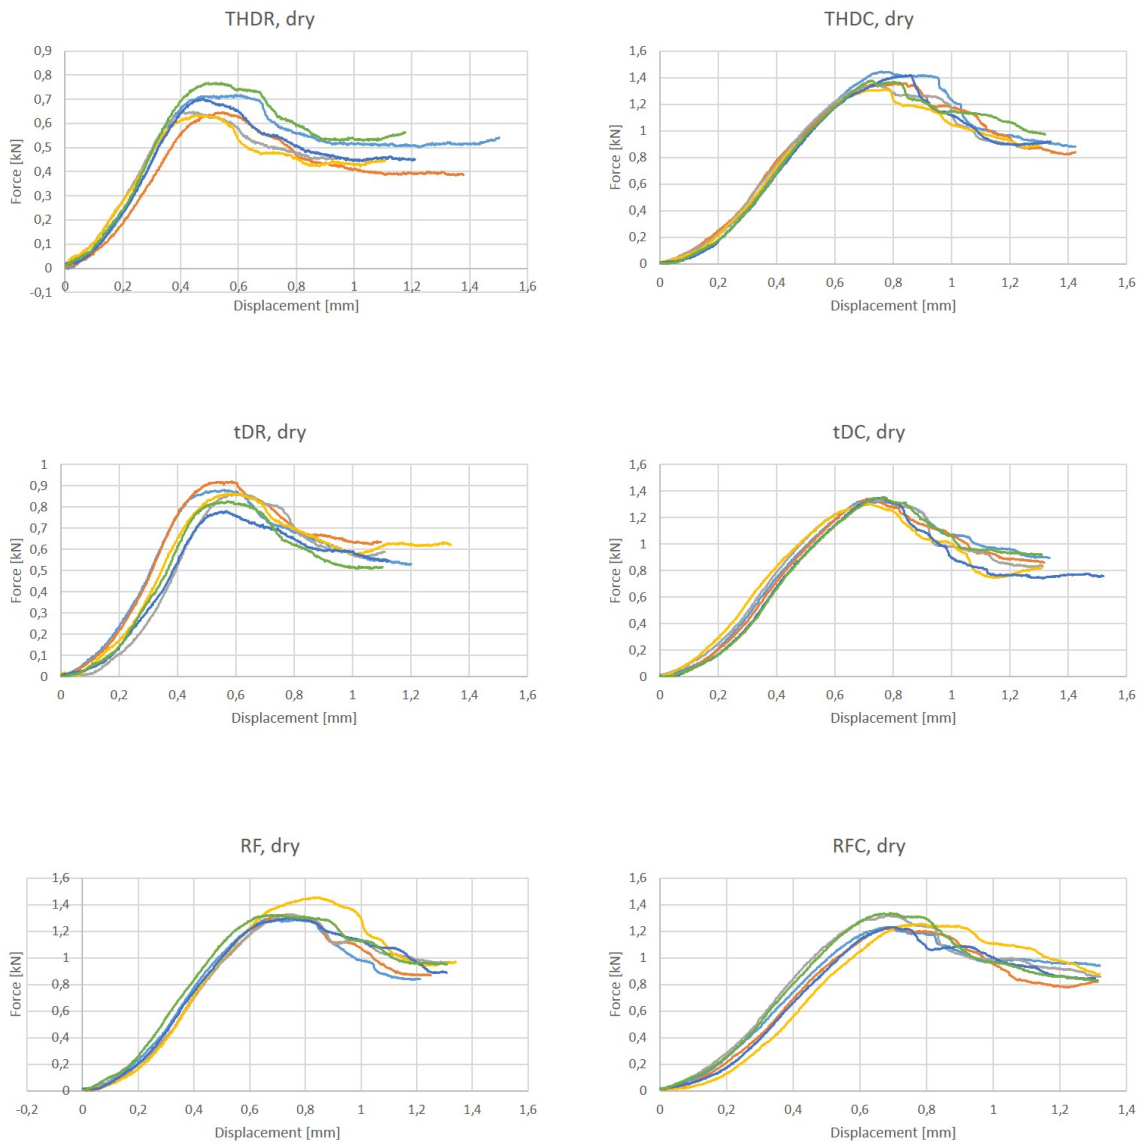 THDR, dry
0,9
0,8
0,7
0,6
0,5
0,4
0,3
0,2
0,1
0
-0,1
Force [kN]
0 0,2 0,4 0,6 0,8 1 1,2 1,4 1,6
Displacement [mm]
THDC, dry
1,6
1,4
1,2
1
0,8
0,6
0,4
0,2
0
Force [kN]
0 0,2 0,4 0,6 0,8 1 1,2 1,4 1,6
Displacement [mm]
tDR, dry
1
0,9
0,8
0,7
0,6
0,5
0,4
0,3
0,2
0,1
0
Force [kN]
0 0,2 0,4 0,6 0,8 1 1,2 1,4 1,6
Displacement [mm]
tDC, dry
1,6
1,4
1,2
1
0,8
0,6
0,4
0,2
0
Force [kN]
0 0,2 0,4 0,6 0,8 1 1,2 1,4 1,6
Displacement [mm]
RF, dry
1,6
1,4
1,2
1
0,8
0,6
0,4
0,2
0
Force [kN]
-0,2 0 0,2 0,4 0,6 0,8 1 1,2 1,4 1,6
Displacement [mm]
RFC, dry
1,6
1,4
1,2
1
0,8
0,6
0,4
0,2
0
Force [kN]
0 0,2 0,4 0,6 0,8 1 1,2 1,4
Displacement [mm]